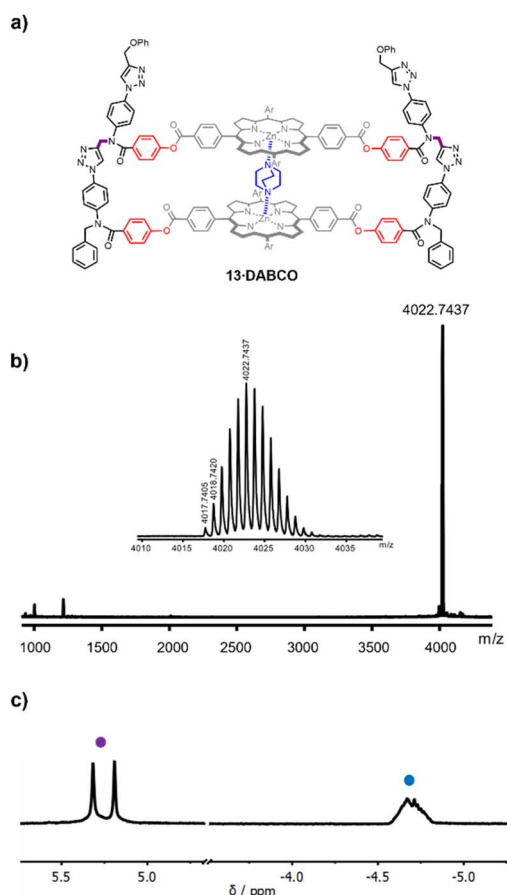 a)
OPh
OPh
N N
N
N
N
N
Ar
Zn
N
N
N
N
N
O
O
O
O
O
O
Ar
N
N
Zn
Ar
Ar
13·DABCO
b)
4022.7437
4022.7437
4018.7420
4017.7405
4010 4015 4020 4025 4030 4035
m/z
1000 1500 2000 2500 3000 3500 4000
m/z
c)
5.5 5.0 -4.0 -4.5 -5.0
δ / ppm